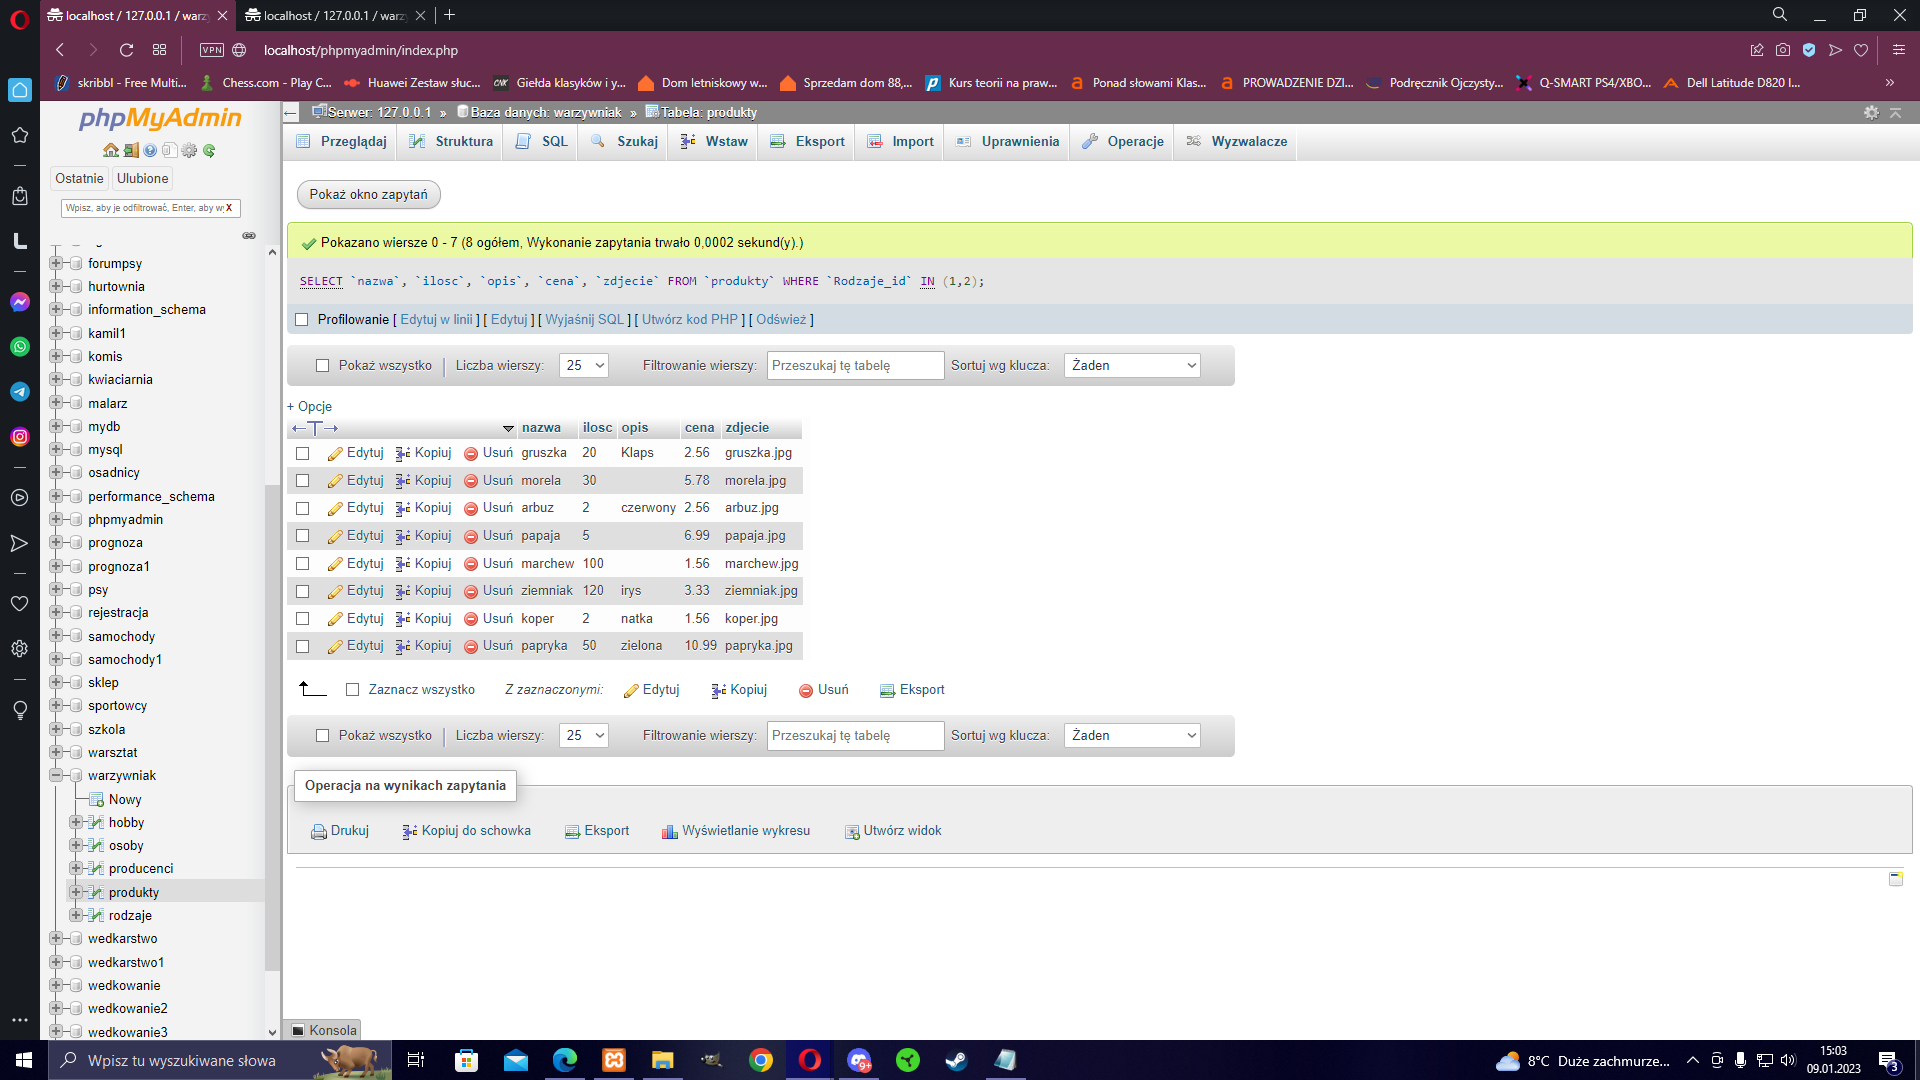 localhost / 127.0.0.1 / warzy
localhost / 127.0.0.1 / warzy
VPN
localhost/phpmyadmin/index.php
skribbl - Free Multi...
Chess.com - Play C...
Huawei Zestaw słuc...
Giełda klasyków i y...
Dom letniskowy w...
Sprzedam dom 88,...
Kurs teorii na praw...
Ponad słowami Klas...
PROWADZENIE DZI...
Podręcznik Ojczysty...
Q-SMART PS4/XBO...
Dell Latitude D820 I...
phpMyAdmin
Ostatnie Ulubione
Wpisz, aby je odfiltrować, Enter, aby wy X
forumpsy
hurtownia
information_schema
kamil1
komis
kwiaciarnia
malarz
mydb
mysql
osadnicy
performance_schema
phpmyadmin
prognoza
prognoza1
psy
rejestracja
samochody
samochody1
sklep
sportowcy
szkola
warsztat
warzywniak
Nowy
hobby
osoby
producenci
produkty
rodzaje
wedkarstwo
wedkarstwo1
wedkowanie
wedkowanie2
wedkowanie3
Serwer: 127.0.0.1 » Baza danych: warzywniak » Tabela: produkty
Przeglądaj Struktura SQL Szukaj Wstaw Eksport Import Uprawnienia Operacje Wyzwalacze
Pokaż okno zapytań
Pokazano wiersze 0 - 7 (8 ogółem, Wykonanie zapytania trwało 0,0002 sekund(y).)
SELECT `nazwa`, `ilosc`, `opis`, `cena`, `zdjecie` FROM `produkty` WHERE `Rodzaje_id` IN (1,2);
Profilowanie [ Edytuj w linii ] [ Edytuj ] [ Wyjaśnij SQL ] [ Utwórz kod PHP ] [ Odśwież ]
Pokaż wszystko Liczba wierszy: 25 Filtrowanie wierszy: Przeszukaj tę tabelę Sortuj wg klucza: Żaden
+ Opcje
nazwa ilosc opis cena zdjecie
Edytuj Kopiuj Usuń gruszka 20 Klaps 2.56 gruszka.jpg
Edytuj Kopiuj Usuń morela 30 5.78 morela.jpg
Edytuj Kopiuj Usuń arbuz 2 czerwony 2.56 arbuz.jpg
Edytuj Kopiuj Usuń papaja 5 6.99 papaja.jpg
Edytuj Kopiuj Usuń marchew 100 1.56 marchew.jpg
Edytuj Kopiuj Usuń ziemniak 120 irys 3.33 ziemniak.jpg
Edytuj Kopiuj Usuń koper 2 natka 1.56 koper.jpg
Edytuj Kopiuj Usuń papryka 50 zielona 10.99 papryka.jpg
Zaznacz wszystko Z zaznaczonymi: Edytuj Kopiuj Usuń Eksport
Pokaż wszystko Liczba wierszy: 25 Filtrowanie wierszy: Przeszukaj tę tabelę Sortuj wg klucza: Żaden
Operacja na wynikach zapytania
Drukuj Kopiuj do schowka Eksport Wyświetlanie wykresu Utwórz widok
Konsola
Wpisz tu wyszukiwane słowa
9+
8°C Duże zachmurze...
15:03
09.01.2023
3